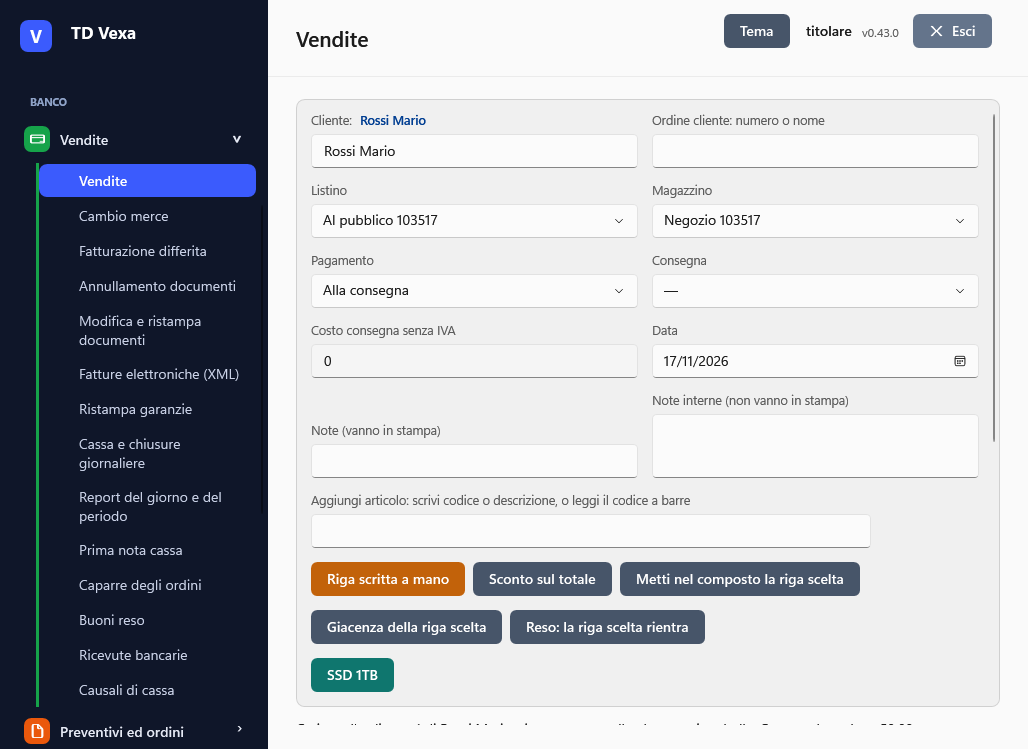 V TD Vexa
BANCO
Vendite
Vendite
Cambio merce
Fatturazione differita
Annullamento documenti
Modifica e ristampa
documenti
Fatture elettroniche (XML)
Ristampa garanzie
Cassa e chiusure
giornaliere
Report del giorno e del
periodo
Prima nota cassa
Caparre degli ordini
Buoni reso
Ricevute bancarie
Causali di cassa
Preventivi ed ordini
Vendite
Tema titolare v0.43.0 Esci
Cliente: Rossi Mario
Rossi Mario
Ordine cliente: numero o nome
Listino
Al pubblico 103517
Magazzino
Negozio 103517
Pagamento
Alla consegna
Consegna
—
Costo consegna senza IVA
0
Data
17/11/2026
Note (vanno in stampa)
Note interne (non vanno in stampa)
Aggiungi articolo: scrivi codice o descrizione, o leggi il codice a barre
Riga scritta a mano Sconto sul totale Metti nel composto la riga scelta
Giacenza della riga scelta Reso: la riga scelta rientra
SSD 1TB